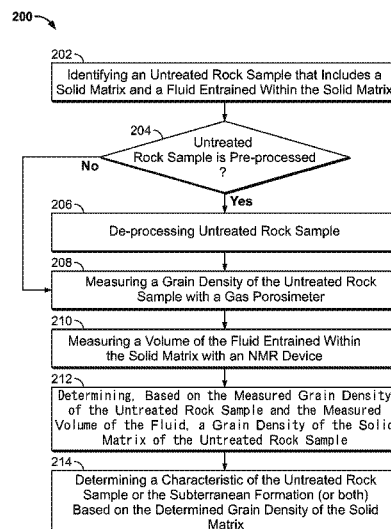 200
202
Identifying an Untreated Rock Sample that Includes a
Solid Matrix and a Fluid Entrained Within the Solid Matrix
204
Untreated
Rock Sample is Pre-processed
?
No
Yes
206
De-processing Untreated Rock Sample
208
Measuring a Grain Density of the Untreated Rock
Sample with a Gas Porosimeter
210
Measuring a Volume of the Fluid Entrained Within
the Solid Matrix with an NMR Device
212
Determining, Based on the Measured Grain Density
of the Untreated Rock Sample and the Measured
Volume of the Fluid, a Grain Density of the Solid
Matrix of the Untreated Rock Sample
214
Determining a Characteristic of the Untreated Rock
Sample or the Subterranean Formation (or both)
Based on the Determined Grain Density of the Solid
Matrix